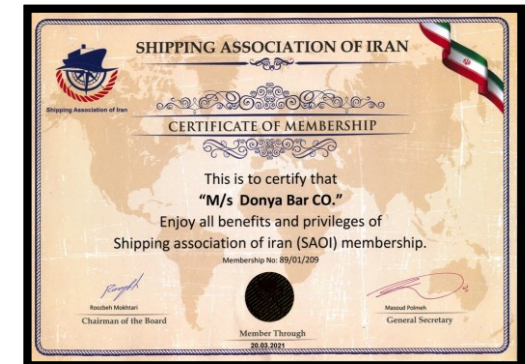 SHIPPING ASSOCIATION OF IRAN
Shipping Association of Iran
CERTIFICATE OF MEMBERSHIP
This is to certify that
“M/s Donya Bar CO.”
Enjoy all benefits and privileges of
Shipping association of iran (SAOI) membership.
Membership No: 89/01/209
Roozbeh Mokhtari
Chairman of the Board
Masoud Polmeh
General Secretary
Member Through
20.03.2021